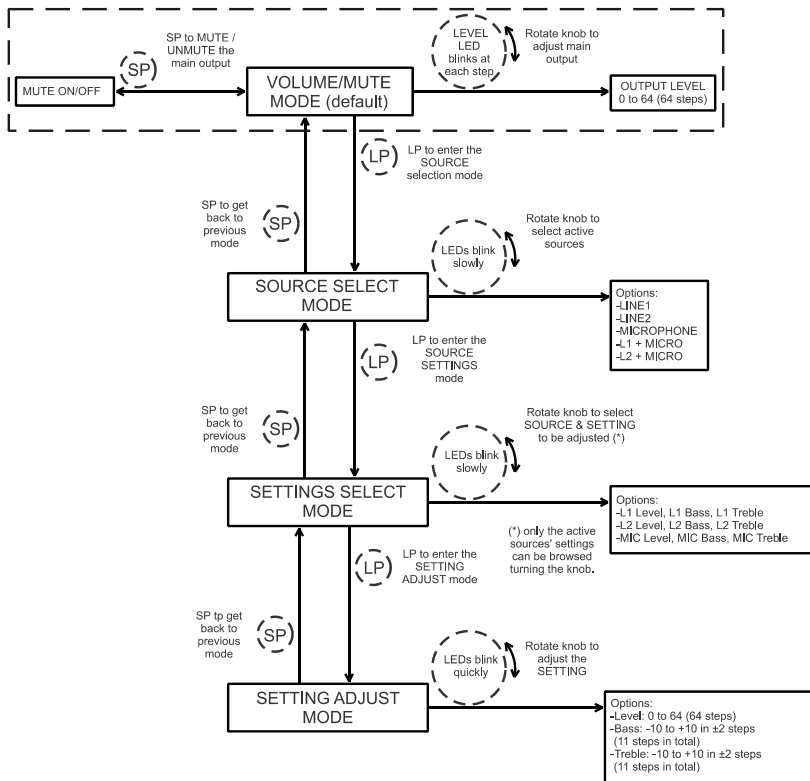 SP to MUTE /
UNMUTE the
main output
SP
MUTE ON/OFF
VOLUME/MUTE
MODE (default)
LEVEL
LED
blinks at
each step
Rotate knob to
adjust main
output
OUTPUT LEVEL
0 to 64 (64 steps)
LP
LP to enter the
SOURCE
selection mode
SP to get
back to
previous
mode
SP
Rotate knob to
select active
sources
LEDs blink
slowly
SOURCE SELECT
MODE
Options:
-LINE1
-LINE2
-MICROPHONE
-L1 + MICRO
-L2 + MICRO
LP
LP to enter the
SOURCE
SETTINGS
mode
SP to get
back to
previous
mode
SP
Rotate knob to select
SOURCE & SETTING
to be adjusted (*)
LEDs blink
slowly
SETTINGS SELECT
MODE
Options:
-L1 Level, L1 Bass, L1 Treble
-L2 Level, L2 Bass, L2 Treble
-MIC Level, MIC Bass, MIC Treble
(*) only the active
sources' settings
can be browsed
turning the knob.
LP
LP to enter the
SETTING
ADJUST mode
SP tp get
back to
previous
mode
SP
LEDs blink
quickly
Rotate knob to
adjust the
SETTING
SETTING ADJUST
MODE
Options:
-Level: 0 to 64 (64 steps)
-Bass: -10 to +10 in ±2 steps
(11 steps in total)
-Treble: -10 to +10 in ±2 steps
(11 steps in total)